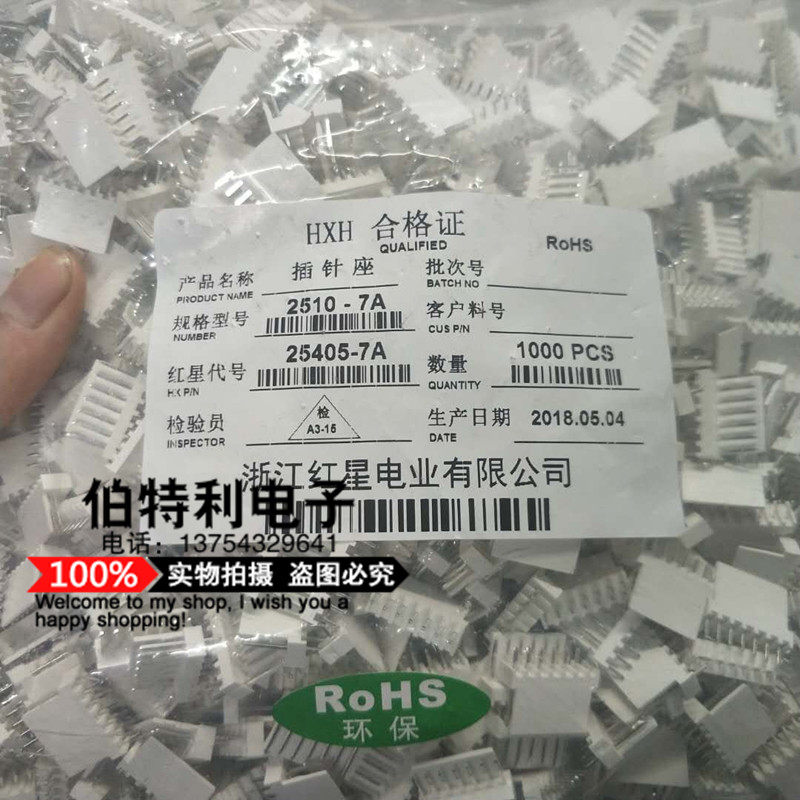 HXH 合格证
QUALIFIED
RoHS
产品名称 插针座
PRODUCT NAME
批次号
BATCH NO
规格型号 2510-7A
NUMBER
客户料号
CUS P/N
红星代号 25405-7A
HX P/N
数量 1000 PCS
QUANTITY
检验员 检 A3-15
INSPECTOR
生产日期 2018.05.04
DATE
浙江红星电业有限公司
伯特利电子
电话：13754329641
100% 实物拍摄 盗图必究
Welcome to my shop, I wish you a
happy shopping!
RoHS
环保